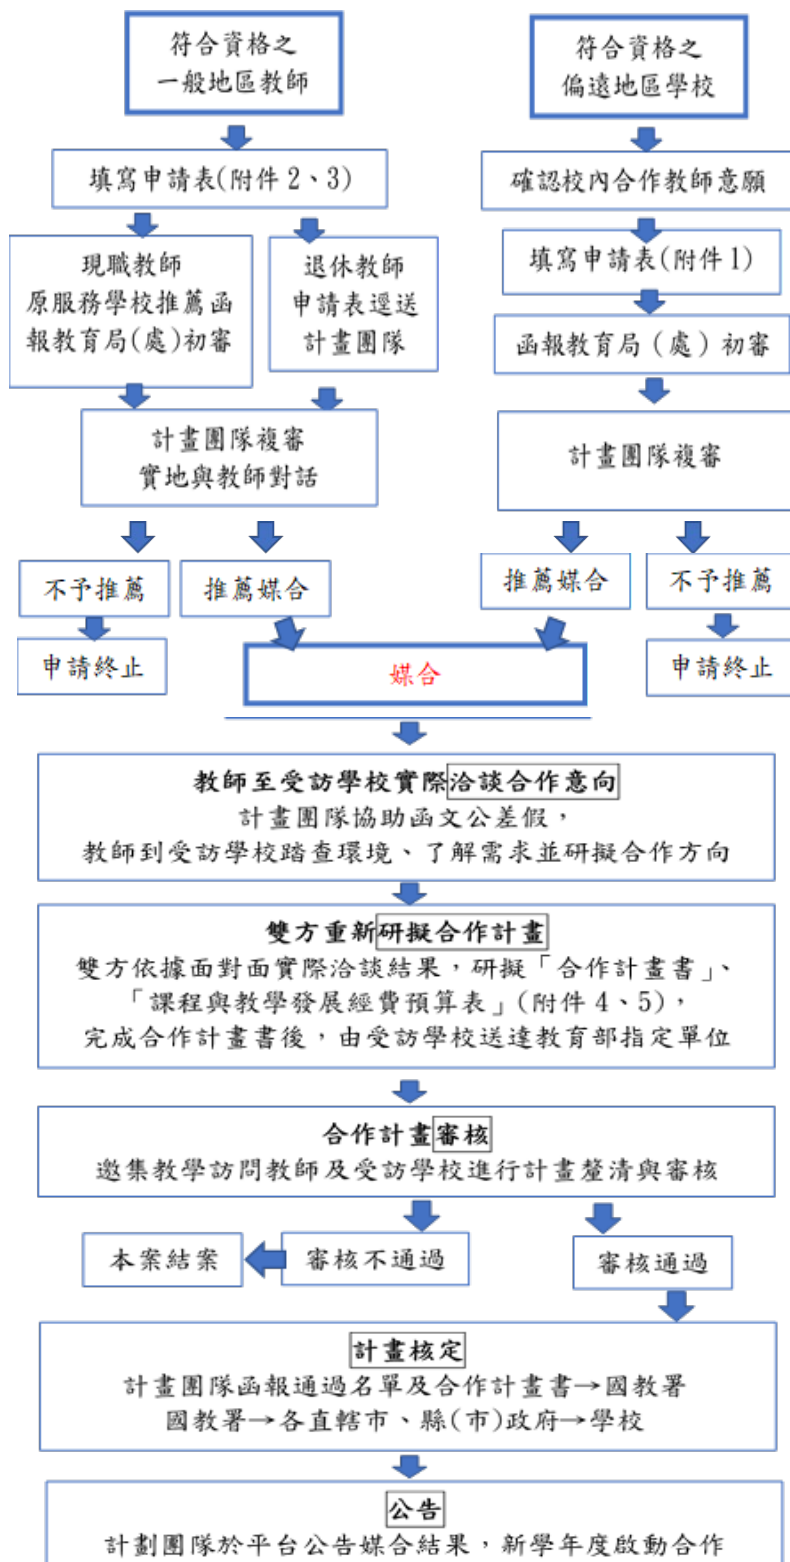 符合資格之
一般地區教師
填寫申請表(附件2、3)
現職教師
原服務學校推薦函
報教育局(處)初審
退休教師
申請表逕送
計畫團隊
計畫團隊複審
實地與教師對話
不予推薦
推薦媒合
申請終止
符合資格之
偏遠地區學校
確認校內合作教師意願
填寫申請表(附件1)
函報教育局（處）初審
計畫團隊複審
推薦媒合
不予推薦
申請終止
媒合
教師至受訪學校實際洽談合作意向
計畫團隊協助函文公差假，
教師到受訪學校踏查環境、了解需求並研擬合作方向
雙方重新研擬合作計畫
雙方依據面對面實際洽談結果，研擬「合作計畫書」、
「課程與教學發展經費預算表」(附件4、5)，
完成合作計畫書後，由受訪學校送達教育部指定單位
合作計畫審核
邀集教學訪問教師及受訪學校進行計畫釐清與審核
本案結案
審核不通過
審核通過
計畫核定
計畫團隊函報通過名單及合作計畫書→國教署
國教署→各直轄市、縣(市)政府→學校
公告
計劃團隊於平台公告媒合結果，新學年度啟動合作